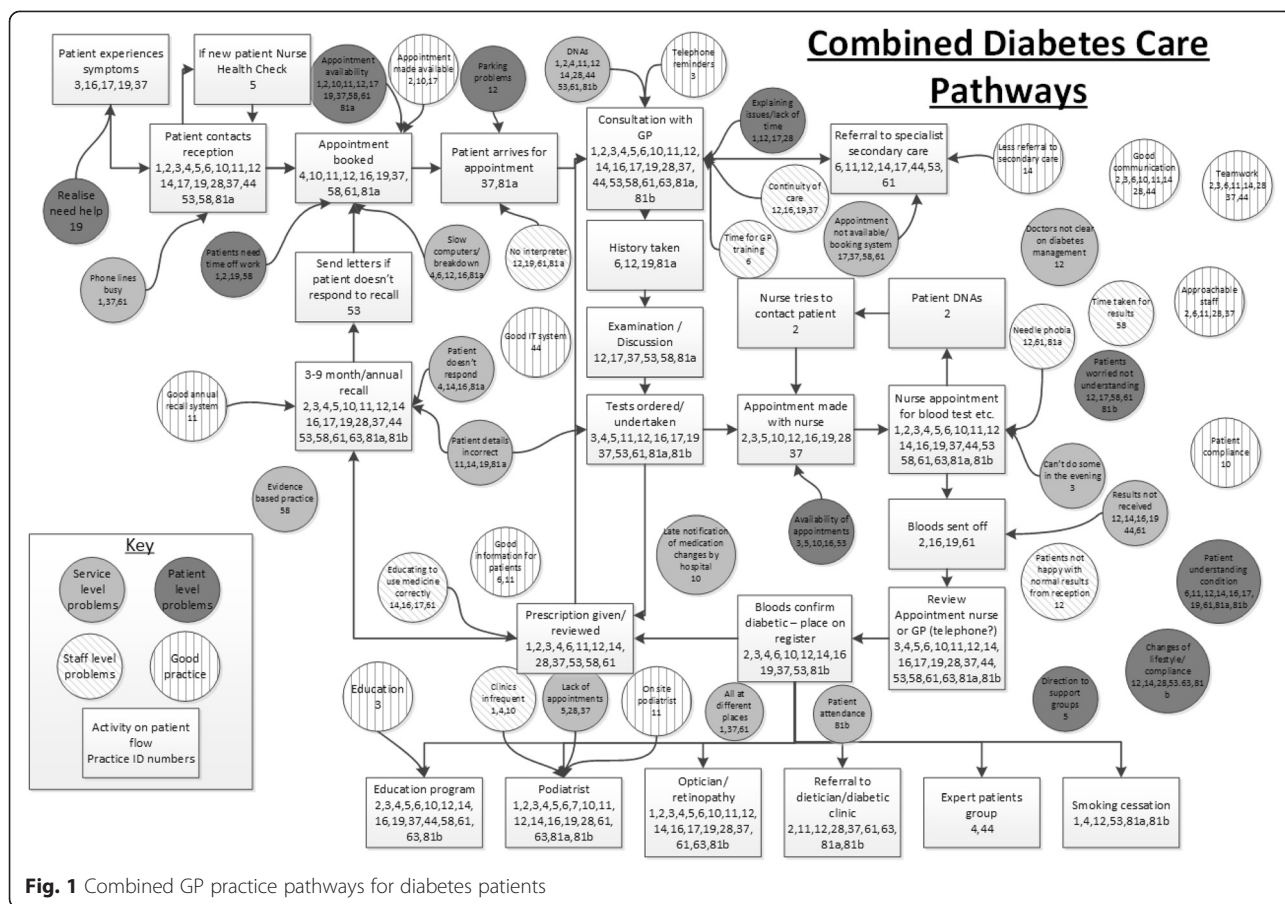 Combined Diabetes Care
Pathways
Patient experiences
symptoms
3,16,17,19,37
If new patient Nurse
Health Check
5
Appointment
availability
1,2,10,11,12,17
19,37,58,61
81a
Appointment
made available
2,10,17
Parking
problems
12
DNAs
1,2,4,11,12
14,28,44
53,61,81b
Telephone
reminders
3
Explaining
issues/lack of
time
1,12,17,28
Patient contacts
reception
1,2,3,4,5,6,10,11,12
14,17,19,28,37,44
53,58,81a
Appointment
booked
4,10,11,12,16,19,37,
58,61,81a
Patient arrives for
appointment
37,81a
Consultation with
GP
1,2,3,4,5,6,10,11,12,
14,16,17,19,28,37,
44,53,58,61,63,81a,
81b
Referral to specialist
secondary care
6,11,12,14,17,44,53,
61
Less referral to
secondary care
14
Good
communication
2,3,6,10,11,14
28,44
Teamwork
2,3,6,11,14,28
37,44
Realise
need help
19
Phone lines
busy
1,37,61
Patients need
time off work
1,2,19,58
Slow
computers/
breakdown
4,6,12,16,81a
No interpreter
12,19,61,81a
Continuity of
care
12,16,19,37
Time for GP
training
6
Appointment
not available/
booking system
17,37,58,61
Doctors not clear
on diabetes
management
12
Send letters if
patient doesn't
respond to recall
53
History taken
6,12,19,81a
Nurse tries to
contact patient
2
Patient DNAs
2
Needle phobia
12,61,81a
Time taken for
results
58
Approachable
staff
2,6,11,28,37
Good IT system
44
Examination /
Discussion
12,17,37,53,58,81a
Patients
worried not
understanding
12,17,58,61
81b
Good annual
recall system
11
3-9 month/annual
recall
2,3,4,5,10,11,12,14
16,17,19,28,37,44
53,58,61,63,81a,81b
Patient
doesn't
respond
4,14,16,81a
Patient details
incorrect
11,14,19,81a
Tests ordered/
undertaken
3,4,5,11,12,16,17,19
37,53,61,81a,81b
Appointment made
with nurse
2,3,5,10,12,16,19,28
37
Nurse appointment
for blood test etc.
1,2,3,4,5,6,10,11,12
14,16,19,37,44,53
58,61,63,81a,81b
Patient
compliance
10
Can't do some
in the evening
3
Evidence
based practice
58
Results not
received
12,14,16,19
44,61
Availability of
appointments
3,5,10,16,53
Bloods sent off
2,16,19,61
Key
Service
level
problems
Patient
level
problems
Staff level
problems
Good
practice
Activity on patient
flow
Practice ID numbers
Educating to
use medicine
correctly
14,16,17,61
Good
information for
patients
6,11
Late notification
of medication
changes by
hospital
10
Patients not
happy with
normal results
from reception
12
Patient
understanding
condition
6,11,12,14,16,17,
19,61,81a,81b
Prescription given/
reviewed
1,2,3,4,6,11,12,14,
28,37,53,58,61
Bloods confirm
diabetic – place on
register
2,3,4,6,10,12,14,16
19,37,53,81b
Review
Appointment nurse
or GP (telephone?)
3,4,5,6,10,11,12,14,
16,17,19,28,37,44,
53,58,61,63,81a,81b
Direction to
support
groups
5
Changes of
lifestyle/
compliance
12,14,28,53.63,81
b
Education
3
Clinics
infrequent
1,4,10
Lack of
appointments
5,28,37
On site
podiatrist
11
All at
different
places
1,37,61
Patient
attendance
81b
Education program
2,3,4,5,6,10,12,14,
16,19,37,44,58,61,
63,81b
Podiatrist
1,2,3,4,5,6,7,10,11,
12,14,16,19,28,61,
63,81a,81b
Optician/
retinopathy
1,2,3,4,5,6,10,11,12,
14,16,17,19,28,37,
61,63,81b
Referral to
dietician/diabetic
clinic
2,11,12,28,37,61,63,
81a,81b
Expert patients
group
4,44
Smoking cessation
1,4,12,53,81a,81b
Fig. 1 Combined GP practice pathways for diabetes patients